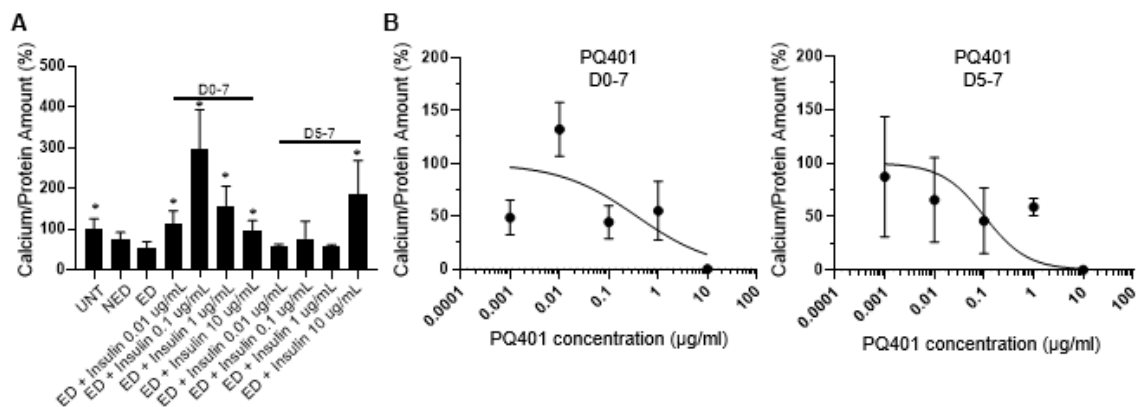 A
Calcium/Protein Amount (%)
500
400
300
200
100
0
D0-7
D5-7
*
*
*
*
*
*
UNT
NED
ED
ED + Insulin 0.01 ug/mL
ED + Insulin 0.1 ug/mL
ED + Insulin 1 ug/mL
ED + Insulin 10 ug/mL
ED + Insulin 0.01 ug/mL
ED + Insulin 0.1 ug/mL
ED + Insulin 1 ug/mL
ED + Insulin 10 ug/mL
B
PQ401
D0-7
Calcium/Protein Amount (%)
200
150
100
50
0
0.0001
0.001
0.01
0.1
1
10
100
PQ401 concentration (µg/ml)
PQ401
D5-7
Calcium/Protein Amount (%)
200
150
100
50
0
0.0001
0.001
0.01
0.1
1
10
100
PQ401 concentration (µg/ml)